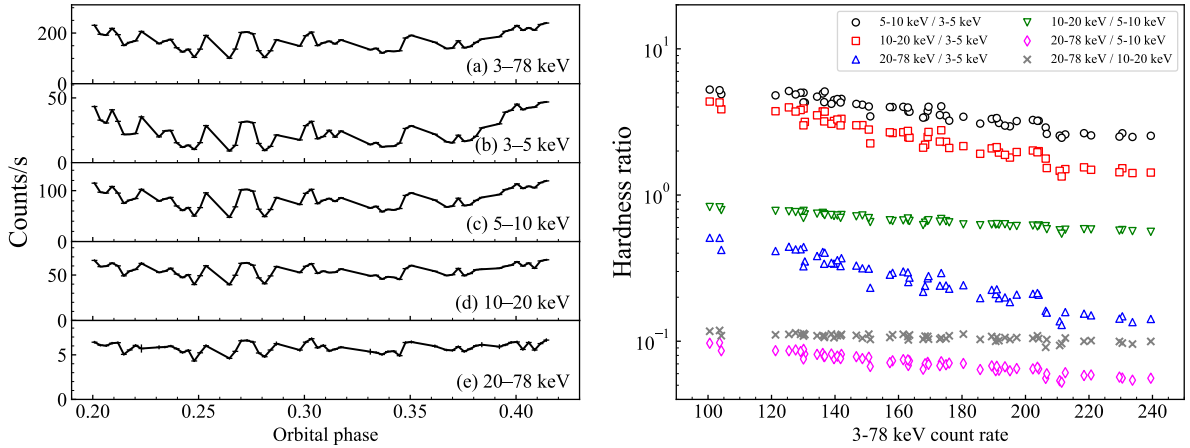 200
0
(a) 3–78 keV
50
0
(b) 3–5 keV
100
0
(c) 5–10 keV
50
0
(d) 10–20 keV
5
0
(e) 20–78 keV
Counts/s
0.20 0.25 0.30 0.35 0.40
Orbital phase
5-10 keV / 3-5 keV 10-20 keV / 5-10 keV
10-20 keV / 3-5 keV 20-78 keV / 5-10 keV
20-78 keV / 3-5 keV 20-78 keV / 10-20 keV
10¹
10⁰
10⁻¹
Hardness ratio
100 120 140 160 180 200 220 240
3-78 keV count rate